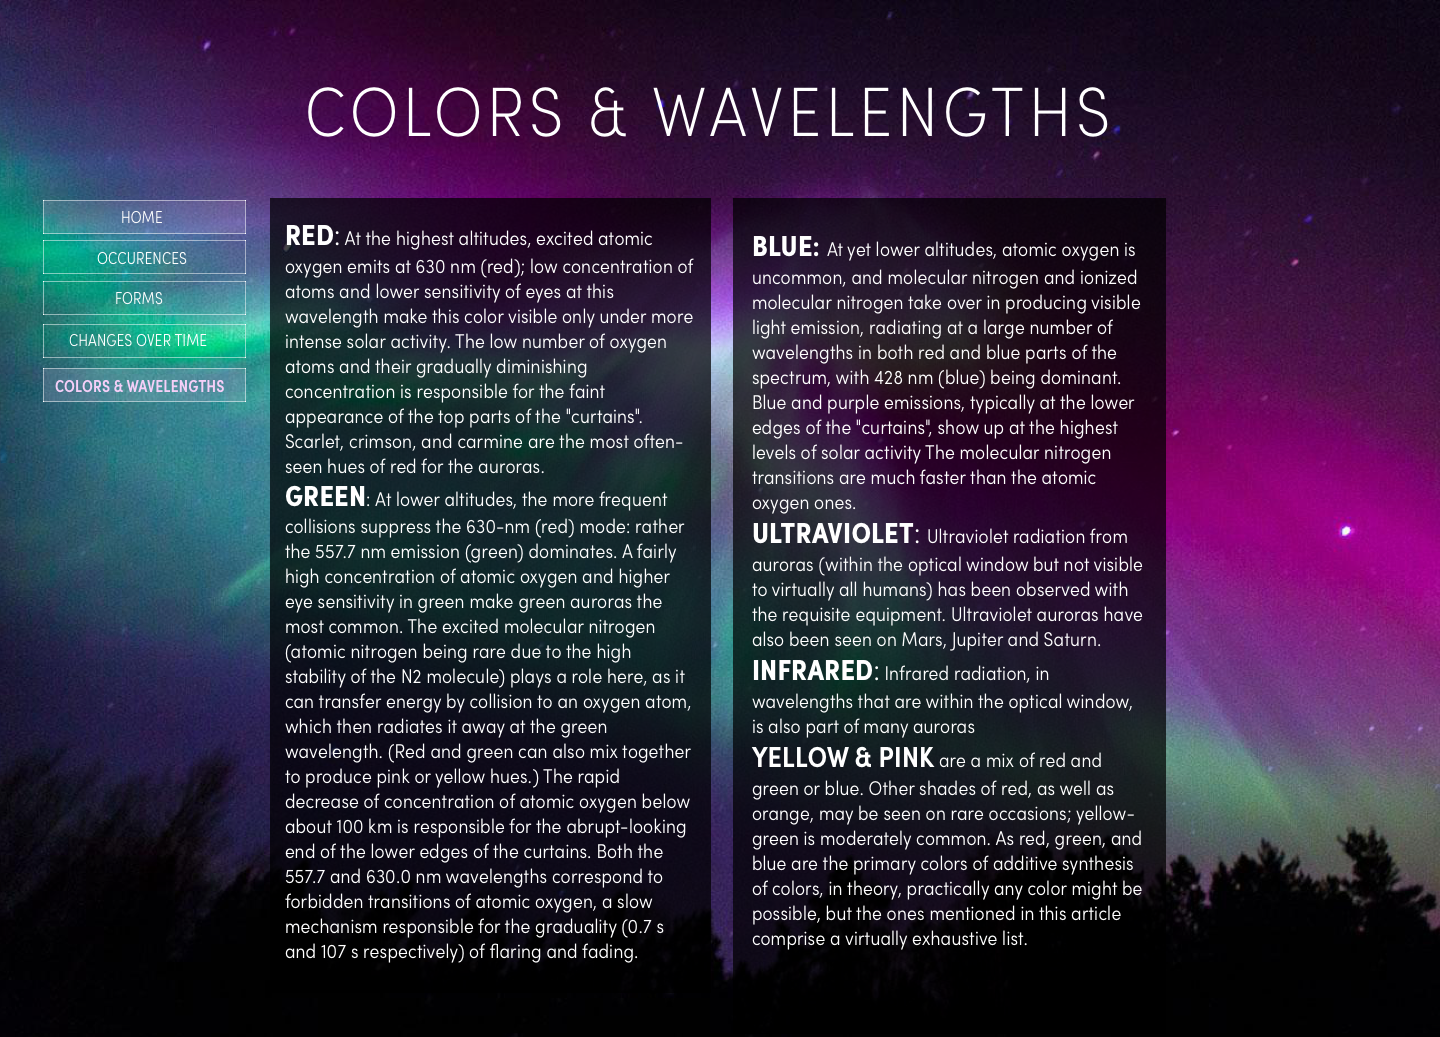 COLORS & WAVELENGTHS
HOME
OCCURENCES
FORMS
CHANGES OVER TIME
COLORS & WAVELENGTHS
RED: At the highest altitudes, excited atomic
oxygen emits at 630 nm (red); low concentration of
atoms and lower sensitivity of eyes at this
wavelength make this color visible only under more
intense solar activity. The low number of oxygen
atoms and their gradually diminishing
concentration is responsible for the faint
appearance of the top parts of the "curtains".
Scarlet, crimson, and carmine are the most often-
seen hues of red for the auroras.
GREEN: At lower altitudes, the more frequent
collisions suppress the 630-nm (red) mode: rather
the 557.7 nm emission (green) dominates. A fairly
high concentration of atomic oxygen and higher
eye sensitivity in green make green auroras the
most common. The excited molecular nitrogen
(atomic nitrogen being rare due to the high
stability of the N2 molecule) plays a role here, as it
can transfer energy by collision to an oxygen atom,
which then radiates it away at the green
wavelength. (Red and green can also mix together
to produce pink or yellow hues.) The rapid
decrease of concentration of atomic oxygen below
about 100 km is responsible for the abrupt-looking
end of the lower edges of the curtains. Both the
557.7 and 630.0 nm wavelengths correspond to
forbidden transitions of atomic oxygen, a slow
mechanism responsible for the graduality (0.7 s
and 107 s respectively) of flaring and fading.
BLUE: At yet lower altitudes, atomic oxygen is
uncommon, and molecular nitrogen and ionized
molecular nitrogen take over in producing visible
light emission, radiating at a large number of
wavelengths in both red and blue parts of the
spectrum, with 428 nm (blue) being dominant.
Blue and purple emissions, typically at the lower
edges of the "curtains", show up at the highest
levels of solar activity The molecular nitrogen
transitions are much faster than the atomic
oxygen ones.
ULTRAVIOLET: Ultraviolet radiation from
auroras (within the optical window but not visible
to virtually all humans) has been observed with
the requisite equipment. Ultraviolet auroras have
also been seen on Mars, Jupiter and Saturn.
INFRARED: Infrared radiation, in
wavelengths that are within the optical window,
is also part of many auroras
YELLOW & PINK are a mix of red and
green or blue. Other shades of red, as well as
orange, may be seen on rare occasions; yellow-
green is moderately common. As red, green, and
blue are the primary colors of additive synthesis
of colors, in theory, practically any color might be
possible, but the ones mentioned in this article
comprise a virtually exhaustive list.